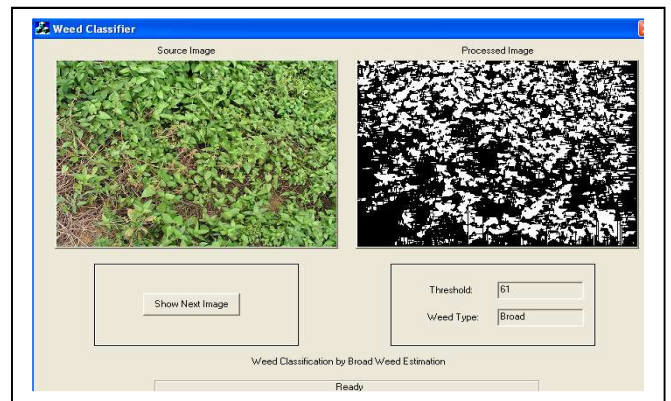 Weed Classifier
Source Image
Processed Image
Show Next Image
Threshold: 61
Weed Type: Broad
Weed Classification by Broad Weed Estimation
Ready